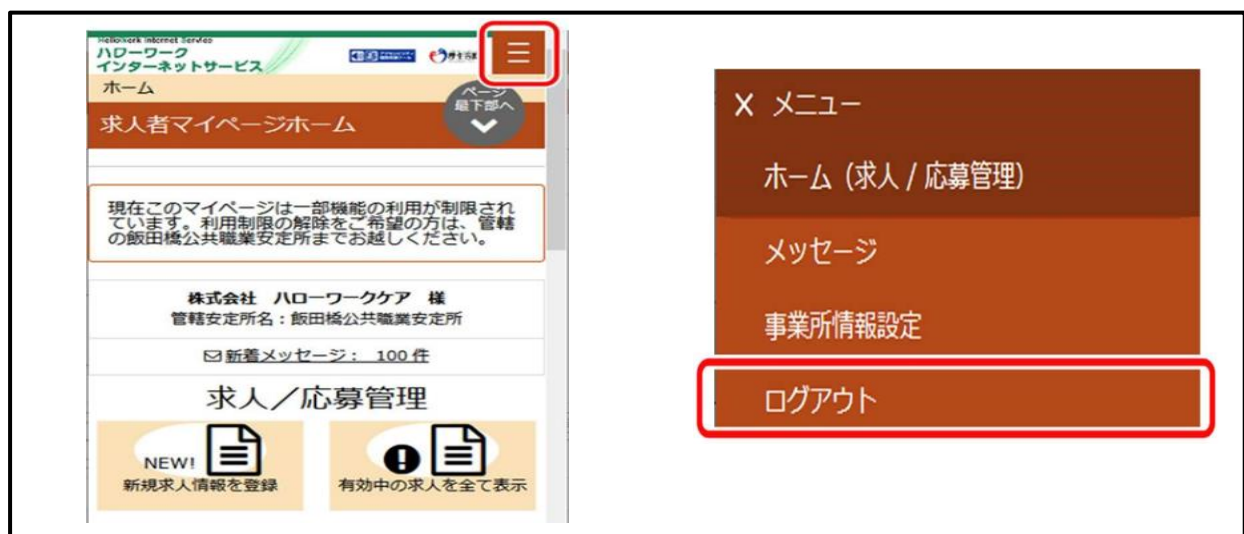 HelloWork Internet Service
ハローワーク
インターネットサービス
ホーム
ページ
最下部へ
求人者マイページホーム
現在このマイページは一部機能の利用が制限され
ています。利用制限の解除をご希望の方は、管轄
の飯田橋公共職業安定所までお越しください。
株式会社 ハローワークケア 様
管轄安定所名：飯田橋公共職業安定所
新着メッセージ： 100 件
求人／応募管理
NEW!
新規求人情報を登録
有効中の求人を全て表示
X メニュー
ホーム（求人 / 応募管理）
メッセージ
事業所情報設定
ログアウト